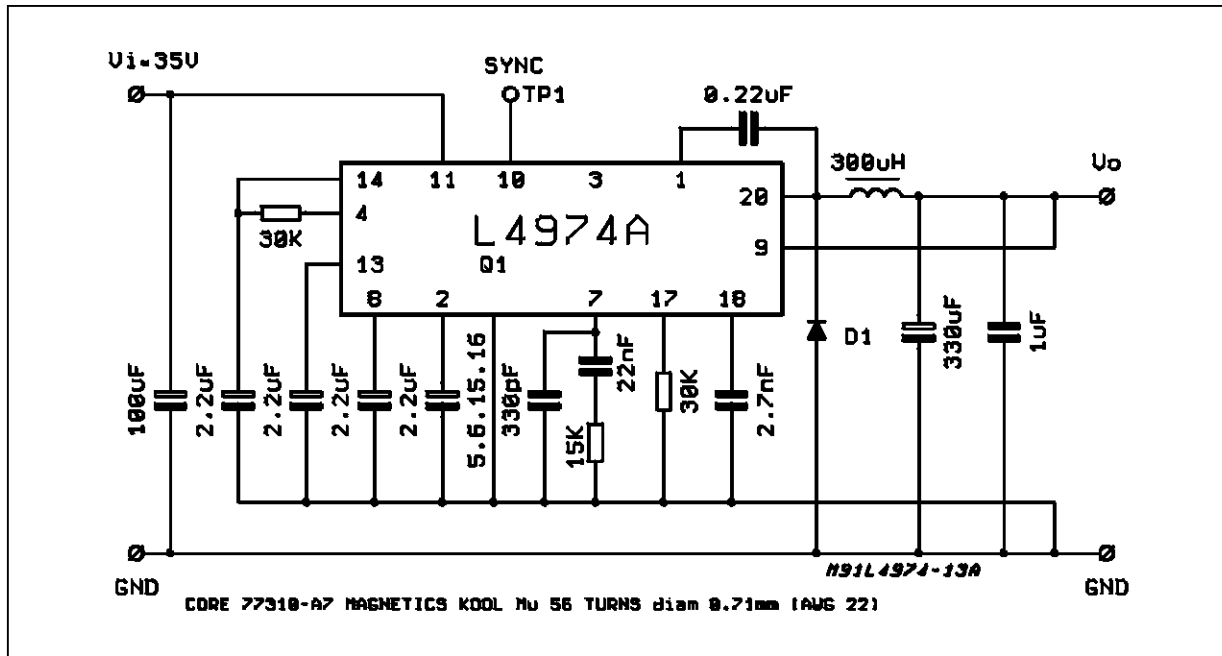 Vi=35V
SYNC
TP1
0.22uF
300uH
Vo
14
11
10
3
1
20
4
30K
L4974A
9
13
Q1
8
2
7
17
18
100uF
2.2uF
2.2uF
2.2uF
2.2uF
5.6.15.16
330pF
22nF
15K
30K
2.7nF
D1
330uF
1uF
M91L4974-13A
GND
GND
CORE 77310-A7 MAGNETICS KOOL Mu 56 TURNS diam 0.71mm (AWG 22)